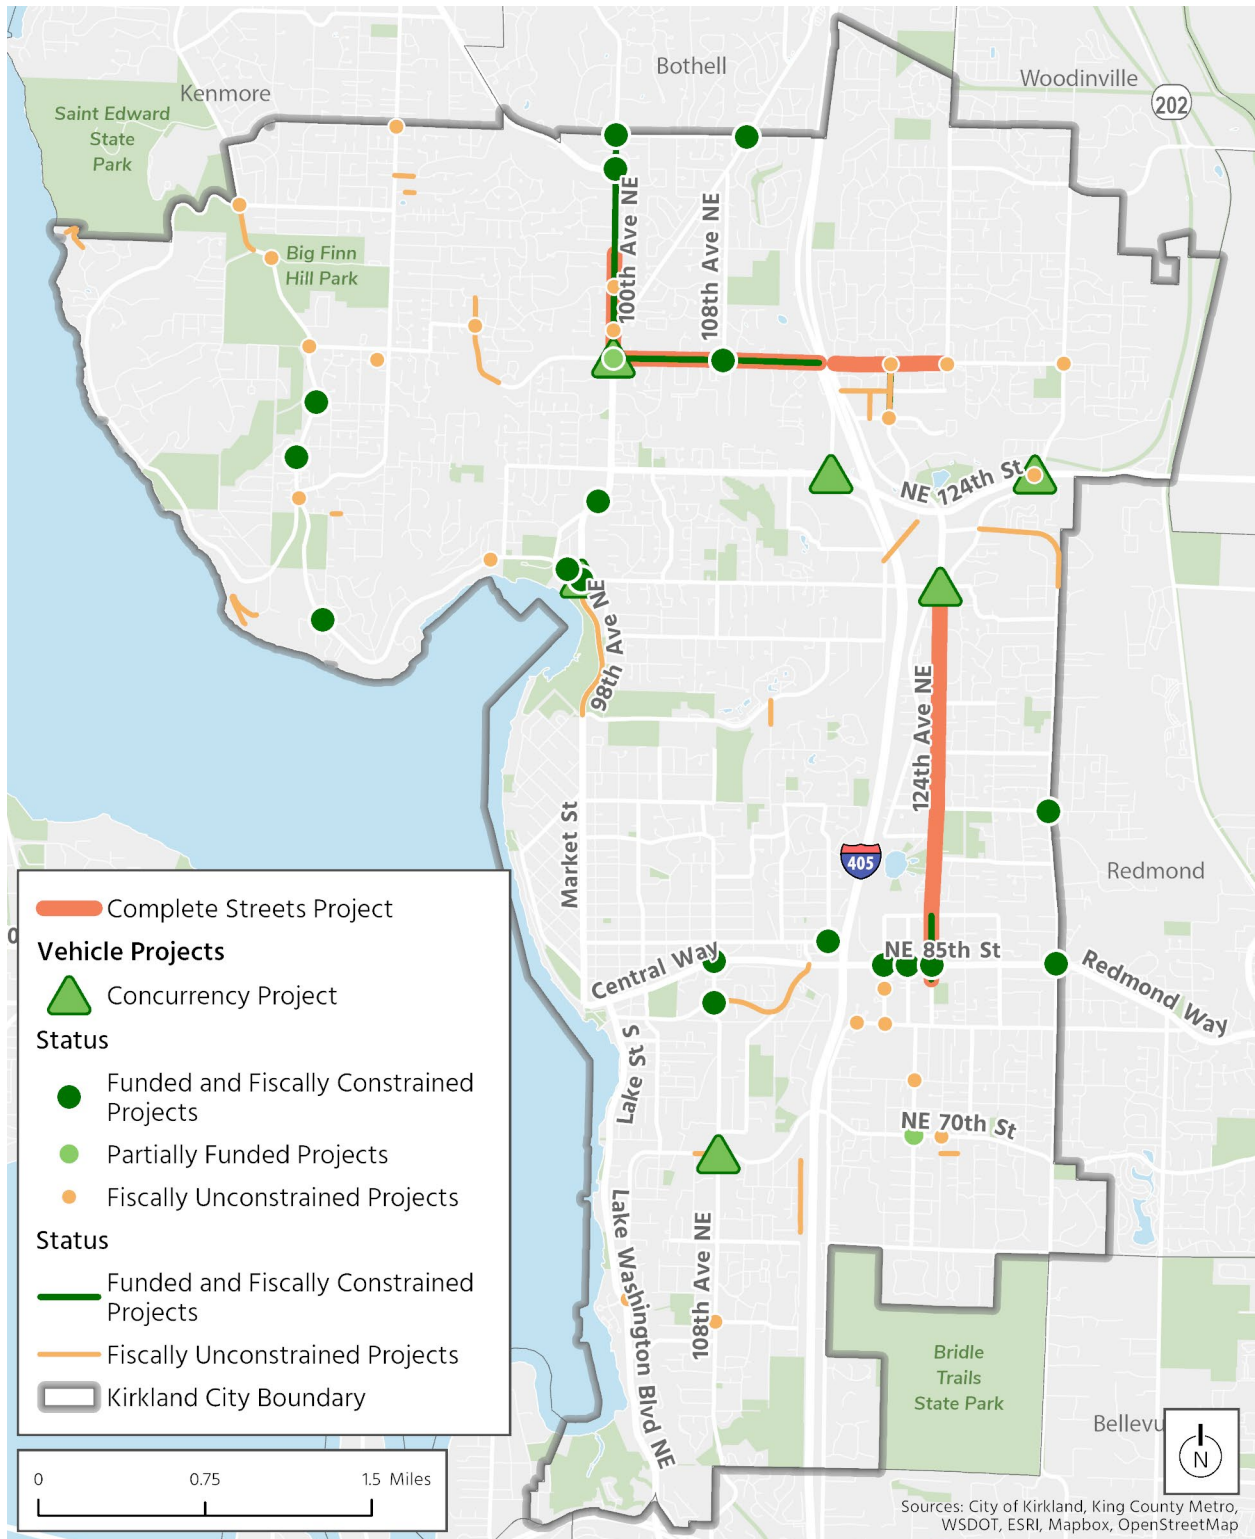 Bothell
Woodinville
Kenmore
202
Saint Edward
State
Park
100th Ave NE
108th Ave NE
Big Finn
Hill Park
NE 124th St
98th Ave NE
124th Ave NE
Market St
405
Redmond
NE 85th St
Central Way
Redmond Way
Lake St S
NE 70th St
Lake Washington Blvd NE
108th Ave NE
Bridle
Trails
State Park
Complete Streets Project
Vehicle Projects
Concurrency Project
Status
Funded and Fiscally Constrained
Projects
Partially Funded Projects
Fiscally Unconstrained Projects
Status
Funded and Fiscally Constrained
Projects
Fiscally Unconstrained Projects
Kirkland City Boundary
0 0.75 1.5 Miles
N
Sources: City of Kirkland, King County Metro,
WSDOT, ESRI, Mapbox, OpenStreetMap